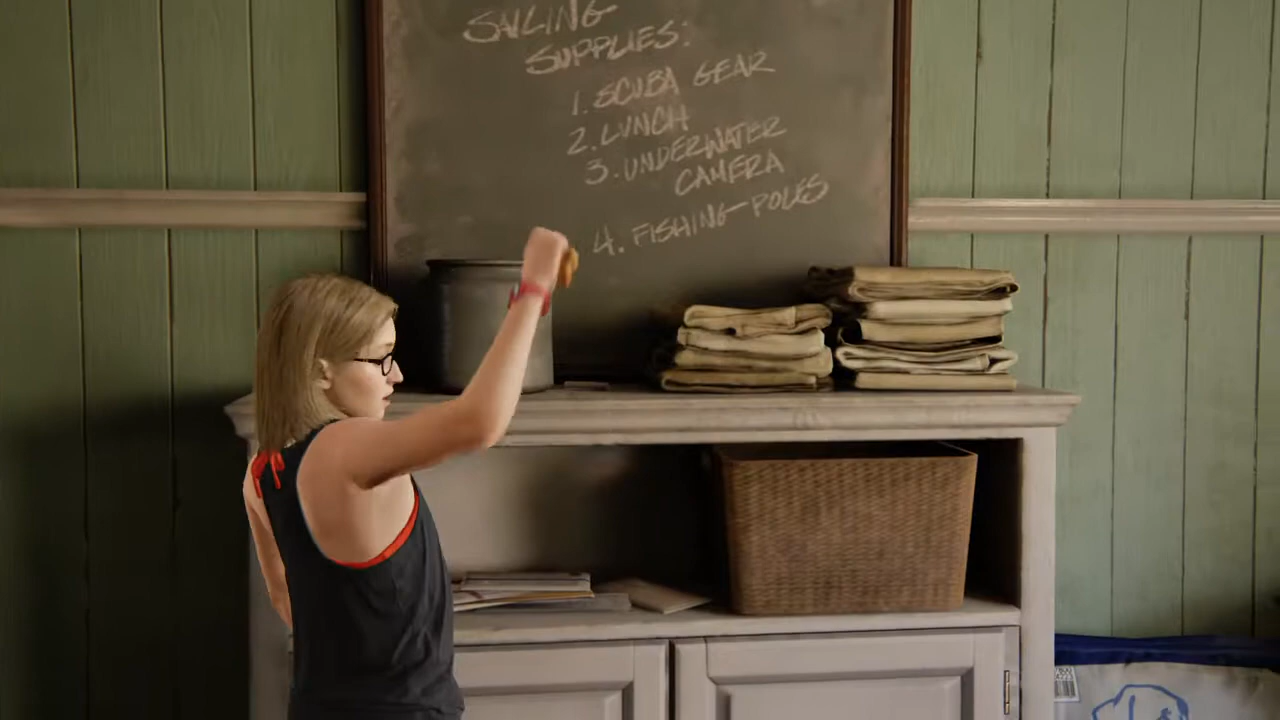 SAILING
SUPPLIES:
1. SCUBA GEAR
2. LUNCH
3. UNDERWATER
CAMERA
4. FISHING-POLES